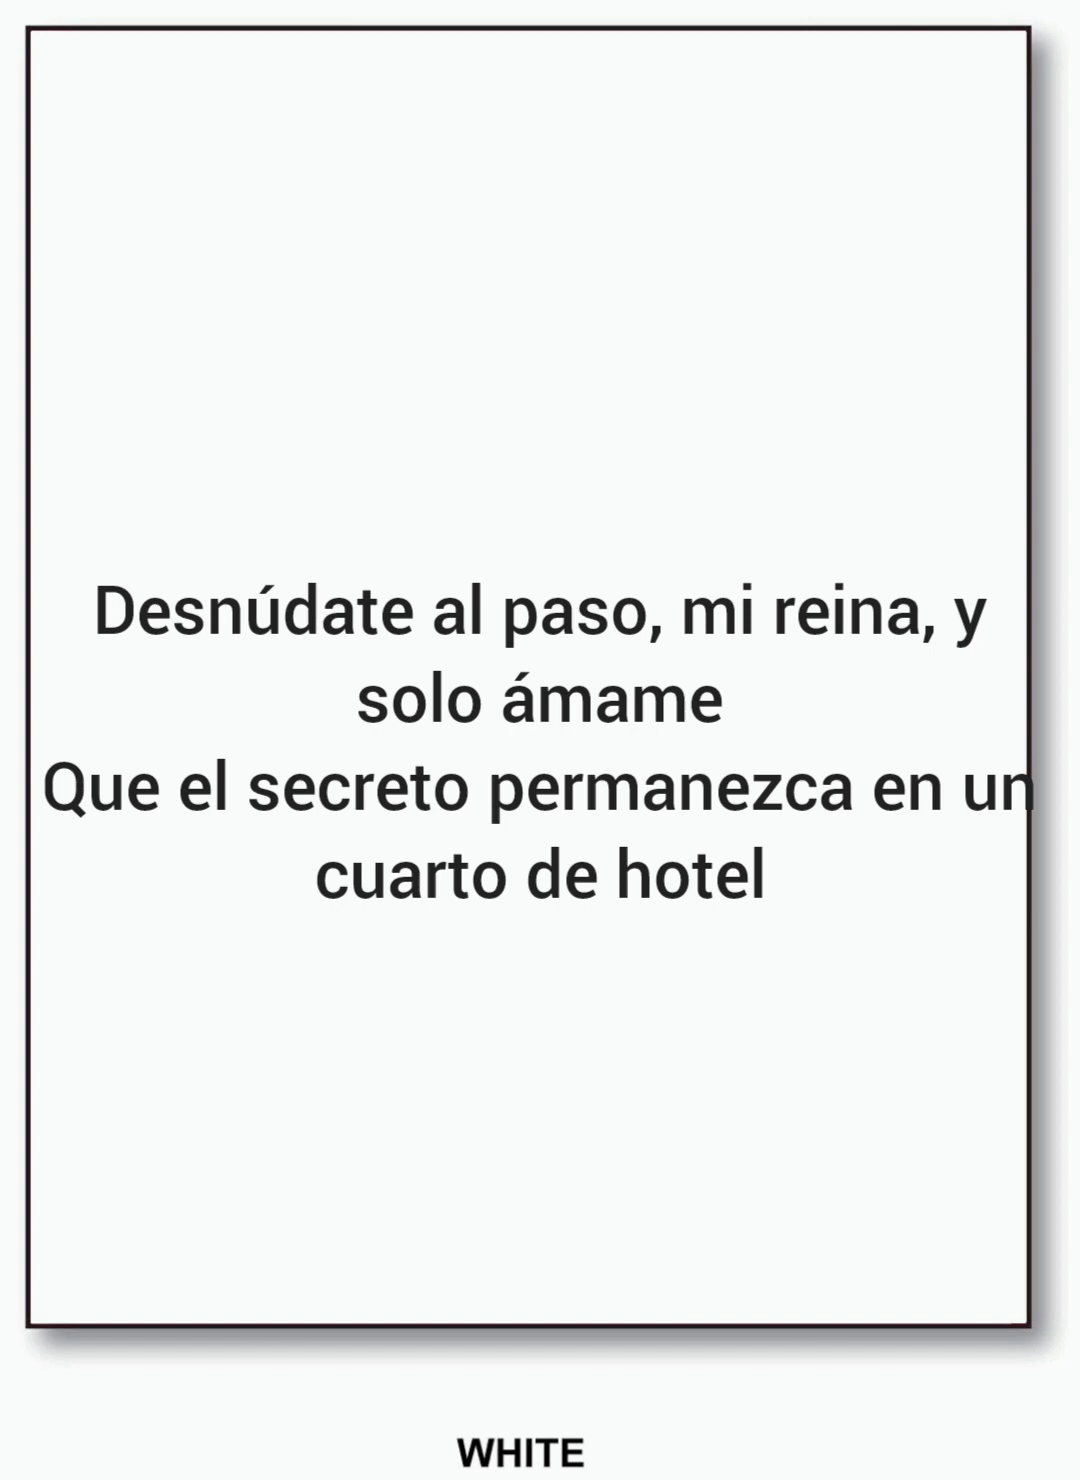 Desnúdate al paso, mi reina, y
solo ámame
Que el secreto permanezca en un
cuarto de hotel
WHITE